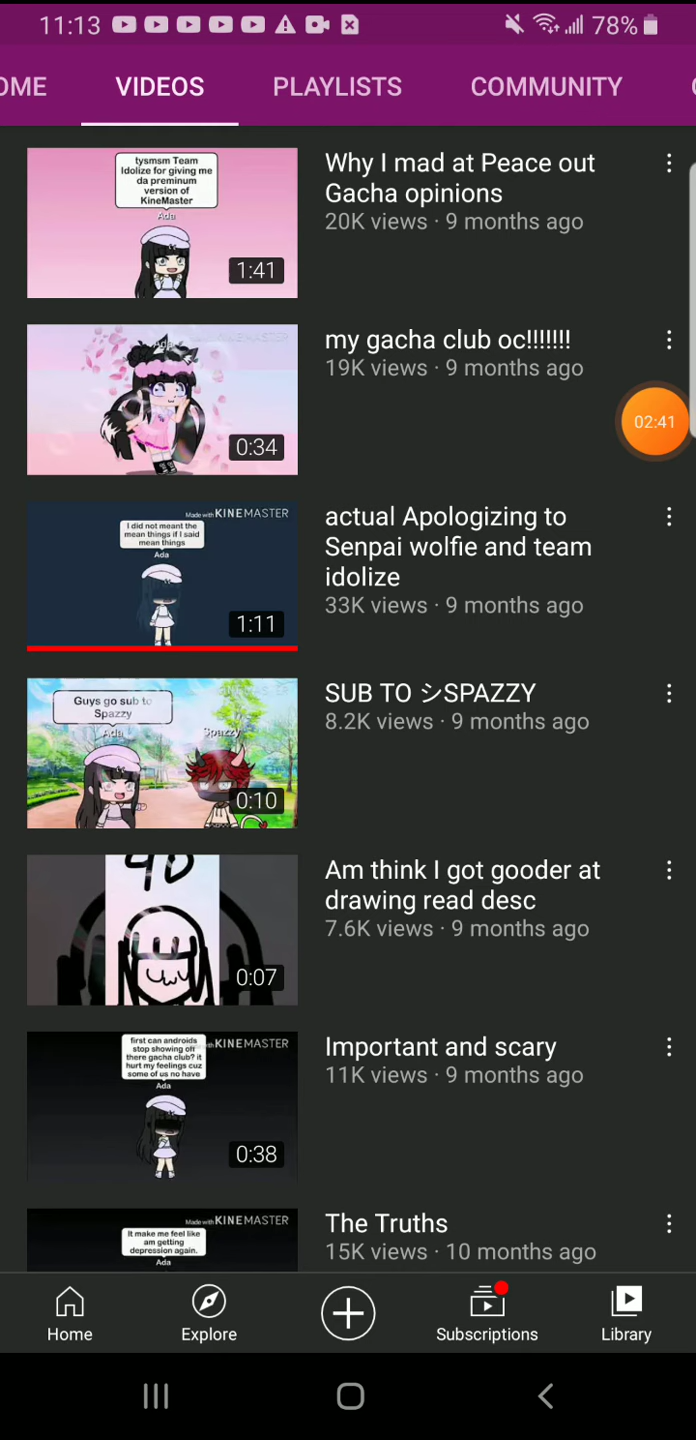 11:13
78%
OME
VIDEOS
PLAYLISTS
COMMUNITY
tysmsm Team
Idolize for giving me
da preminum
version of
KineMaster
Ada
1:41
Why I mad at Peace out
Gacha opinions
20K views · 9 months ago
Ada
KINEMASTER
0:34
my gacha club oc!!!!!!!
19K views · 9 months ago
02:41
Made with KINEMASTER
I did not meant the
mean things if I said
mean things
Ada
1:11
actual Apologizing to
Senpai wolfie and team
idolize
33K views · 9 months ago
KINEMASTER
Guys go sub to
Spazzy
Ada
Spazzy
0:10
SUB TO シSPAZZY
8.2K views · 9 months ago
0:07
Am think I got gooder at
drawing read desc
7.6K views · 9 months ago
first can androids
stop showing off
there gacha club? it
hurt my feelings cuz
some of us no have
KINEMASTER
Ada
0:38
Important and scary
11K views · 9 months ago
Made with KINEMASTER
It make me feel like
am getting
depression again.
Ada
The Truths
15K views · 10 months ago
Home
Explore
Subscriptions
Library